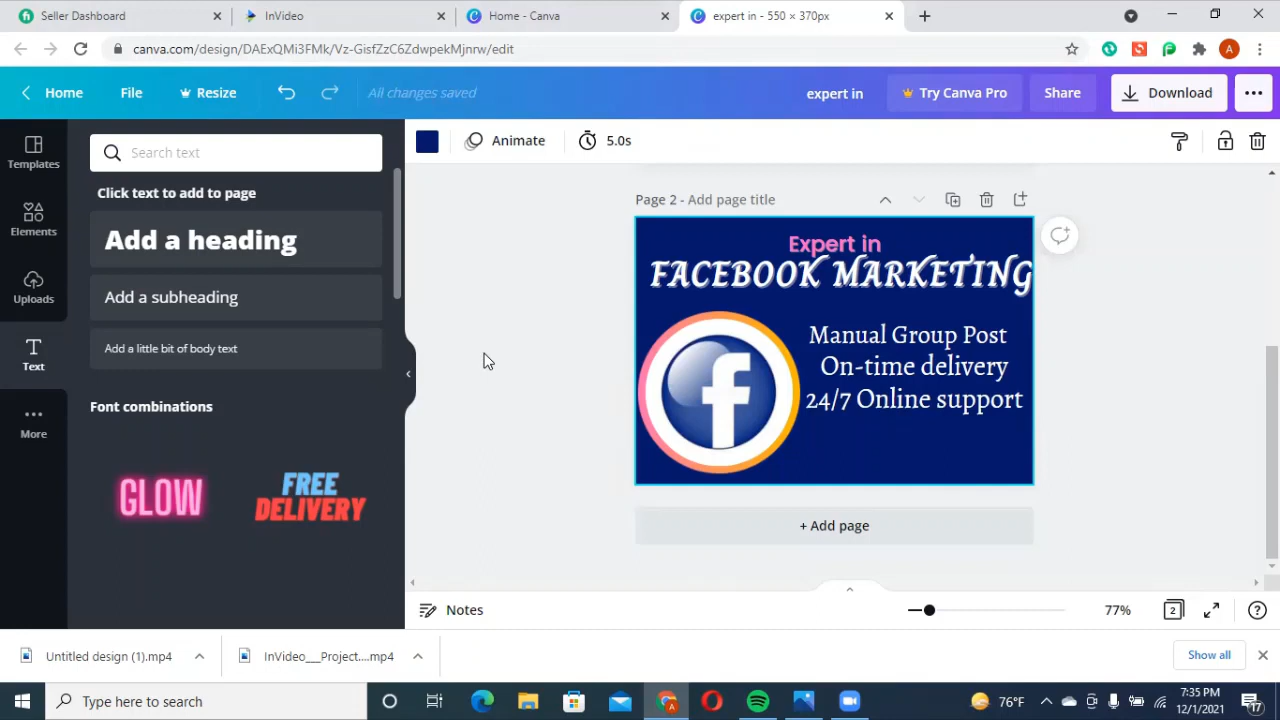 Seller Dashboard
InVideo
Home - Canva
expert in - 550 × 370px
canva.com/design/DAExQMi3FMk/Vz-GisfZzC6ZdwpekMjnrw/edit
A
Home
File
Resize
All changes saved
expert in
Try Canva Pro
Share
Download
Templates
Elements
Uploads
Text
More
Search text
Click text to add to page
Add a heading
Add a subheading
Add a little bit of body text
Font combinations
GLOW
FREE
DELIVERY
Animate
5.0s
Page 2 - Add page title
Expert in
FACEBOOK MARKETING
f
Manual Group Post
On-time delivery
24/7 Online support
+ Add page
Notes
77%
2
Untitled design (1).mp4
InVideo___Project....mp4
Show all
Type here to search
76°F
7:35 PM
12/1/2021
17